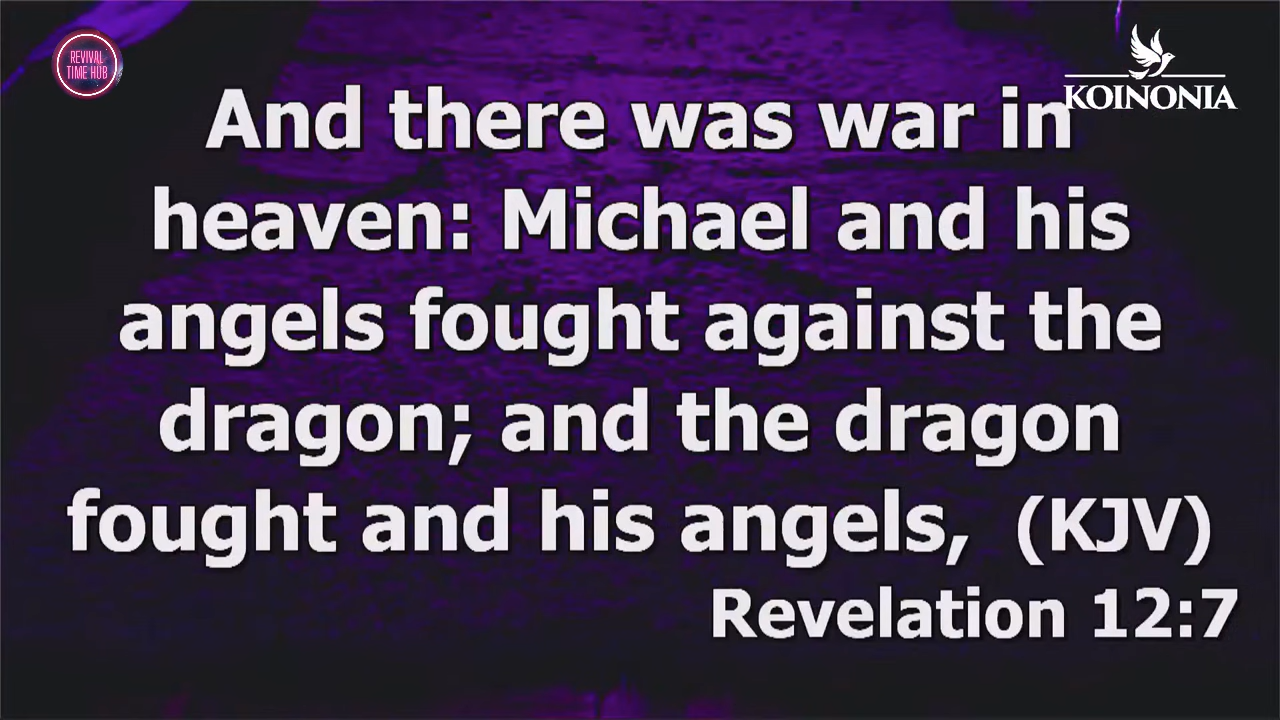 REVIVAL
TIME HUB
KOINONIA
And there was war in
heaven: Michael and his
angels fought against the
dragon; and the dragon
fought and his angels, (KJV)
Revelation 12:7